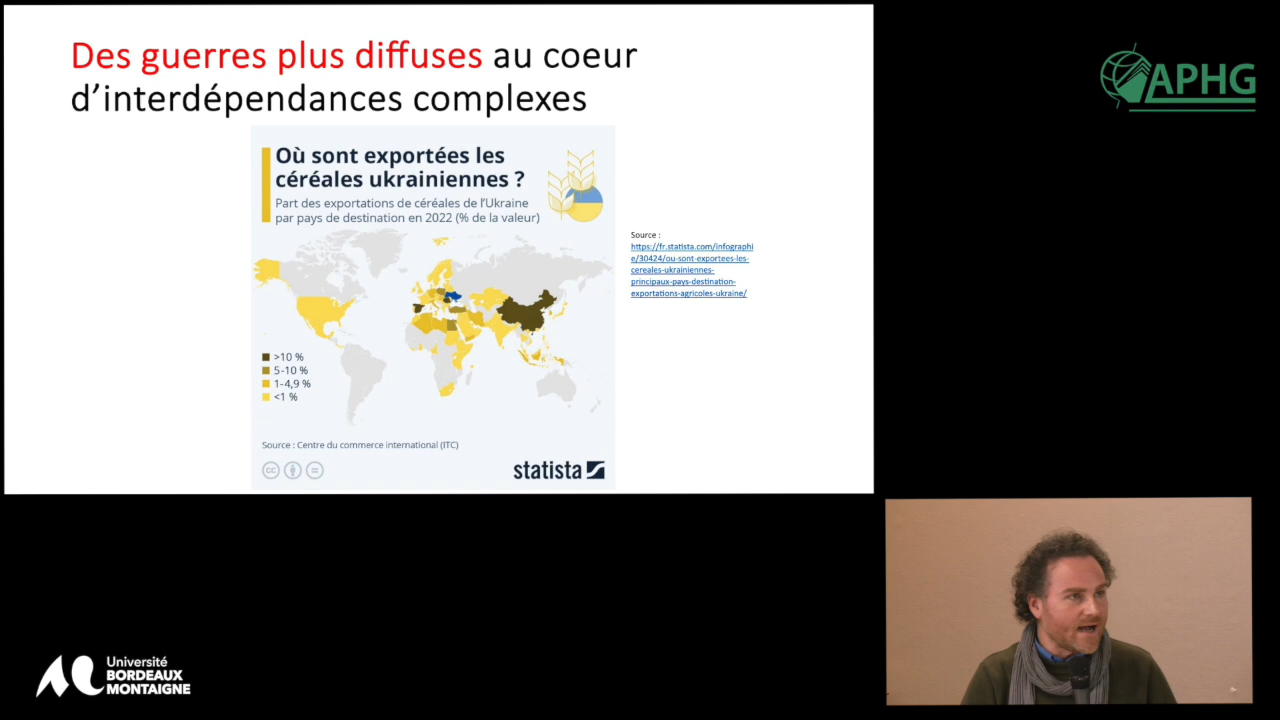 Des guerres plus diffuses au coeur
d’interdépendances complexes
Où sont exportées les
céréales ukrainiennes ?
Part des exportations de céréales de l’Ukraine
par pays de destination en 2022 (% de la valeur)
>10 %
5-10 %
1-4,9 %
<1 %
Source : Centre du commerce international (ITC)
cc
statista
Source :
https://fr.statista.com/infographi
e/30424/ou-sont-exportees-les-
cereales-ukrainiennes-
principaux-pays-destination-
exportations-agricoles-ukraine/
APHG
Université
BORDEAUX
MONTAIGNE